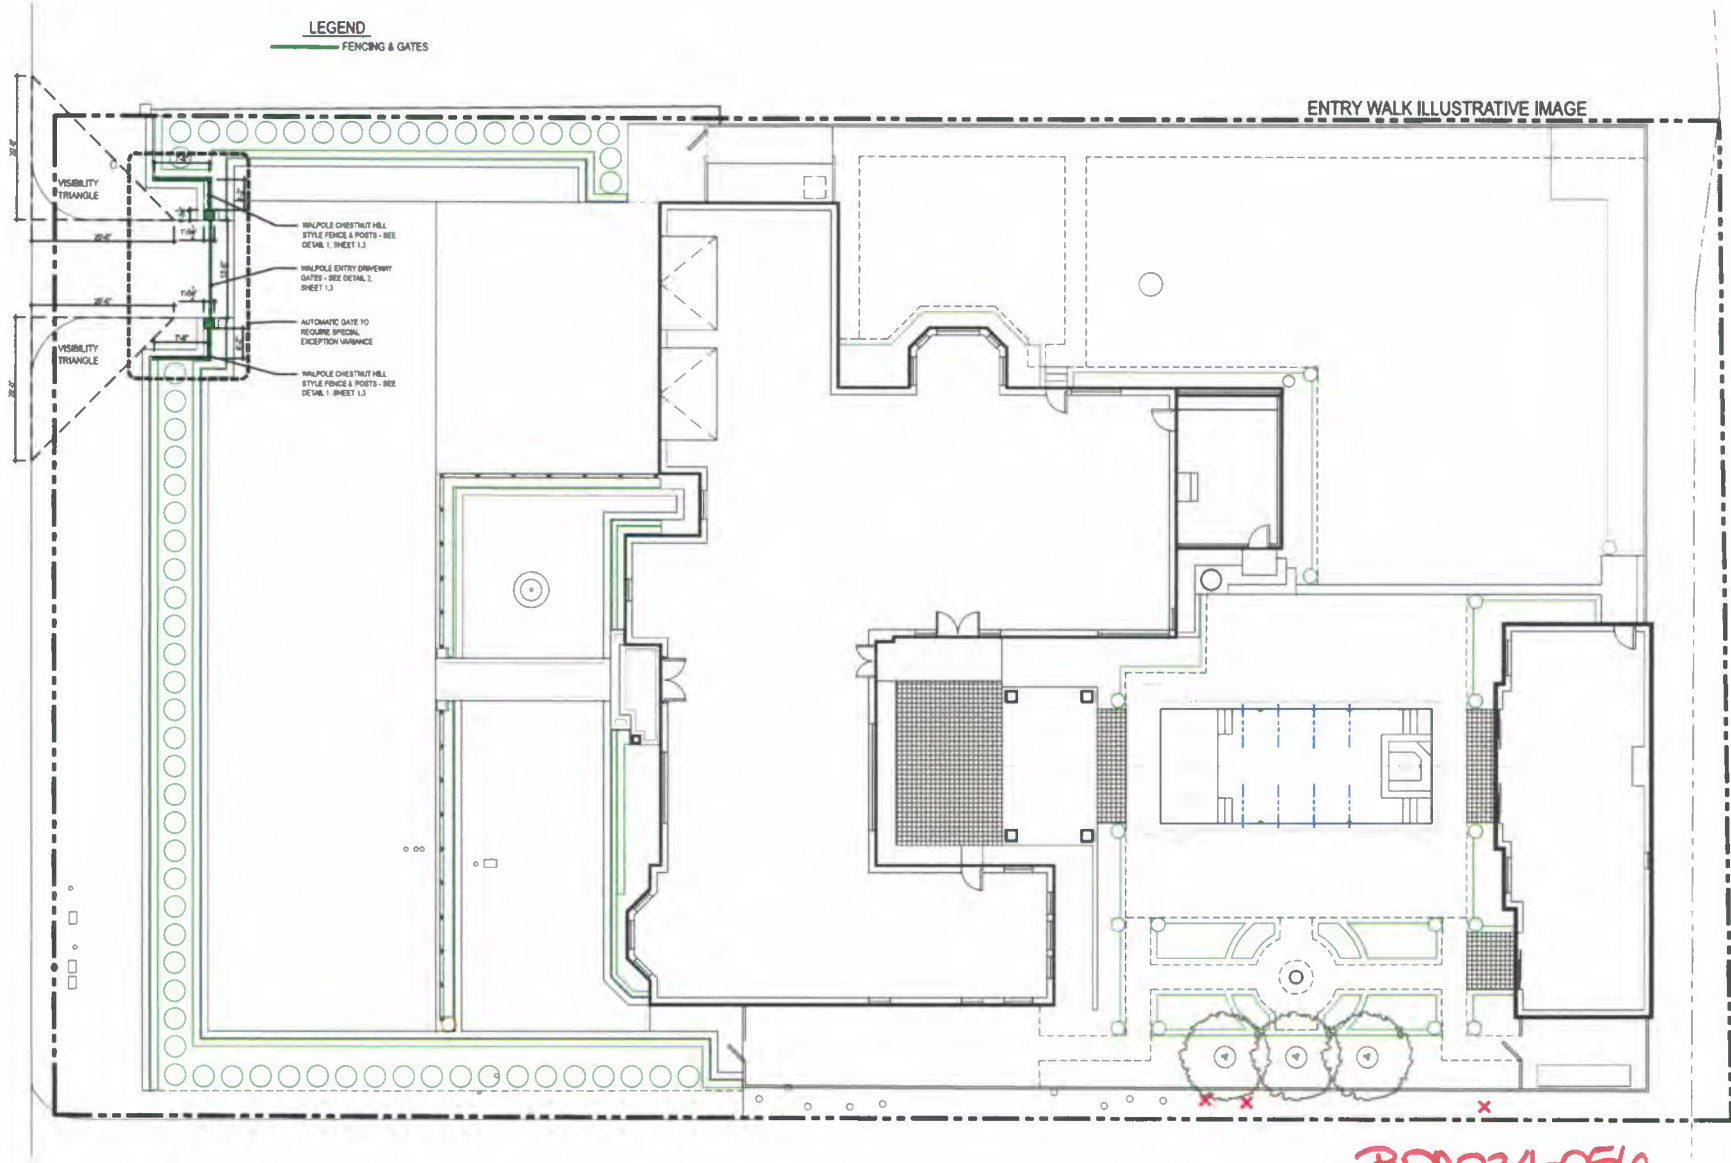 LEGEND
FENCING & GATES
ENTRY WALK ILLUSTRATIVE IMAGE
VISIBILITY
TRIANGLE
WALPOLE CHESTNUT HILL
STYLE FENCE & POSTS - SEE
DETAIL 1, SHEET 1.3
WALPOLE ENTRY DRIVEWAY
GATES - SEE DETAIL 2,
SHEET 1.3
AUTOMATIC GATE TO
REQUIRE SPECIAL
EXCEPTION VARIANCE
VISIBILITY
TRIANGLE
WALPOLE CHESTNUT HILL
STYLE FENCE & POSTS - SEE
DETAIL 1, SHEET 1.3